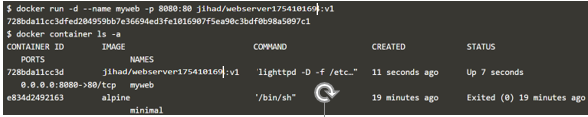 $ docker run -d --name myweb -p 8080:80 jihad/webserver175410169:v1
728bda11cc3dfed204959bb7e36694ed3fe1016907f5ea90c3bdf0b98a5097c1
$ docker container ls -a
CONTAINER ID IMAGE COMMAND CREATED STATUS
PORTS NAMES
728bda11cc3d jihad/webserver175410169:v1 "lighttpd -D -f /etc…" 11 seconds ago Up 7 seconds
0.0.0.0:8080->80/tcp myweb
e834d2492163 alpine "/bin/sh" 19 minutes ago Exited (0) 19 minutes ago
minimal